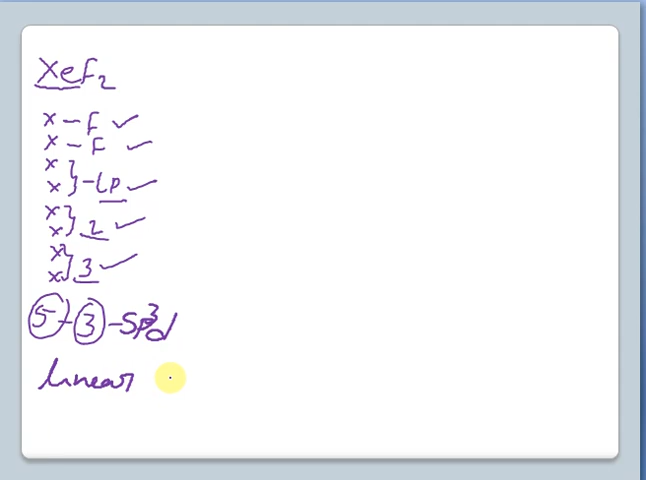 XeF2
x - F ✓
x - F ✓
x
x } - LP ✓
x
x } 2 ✓
x
x } 3 ✓
5 - 3 - sp3d
linear